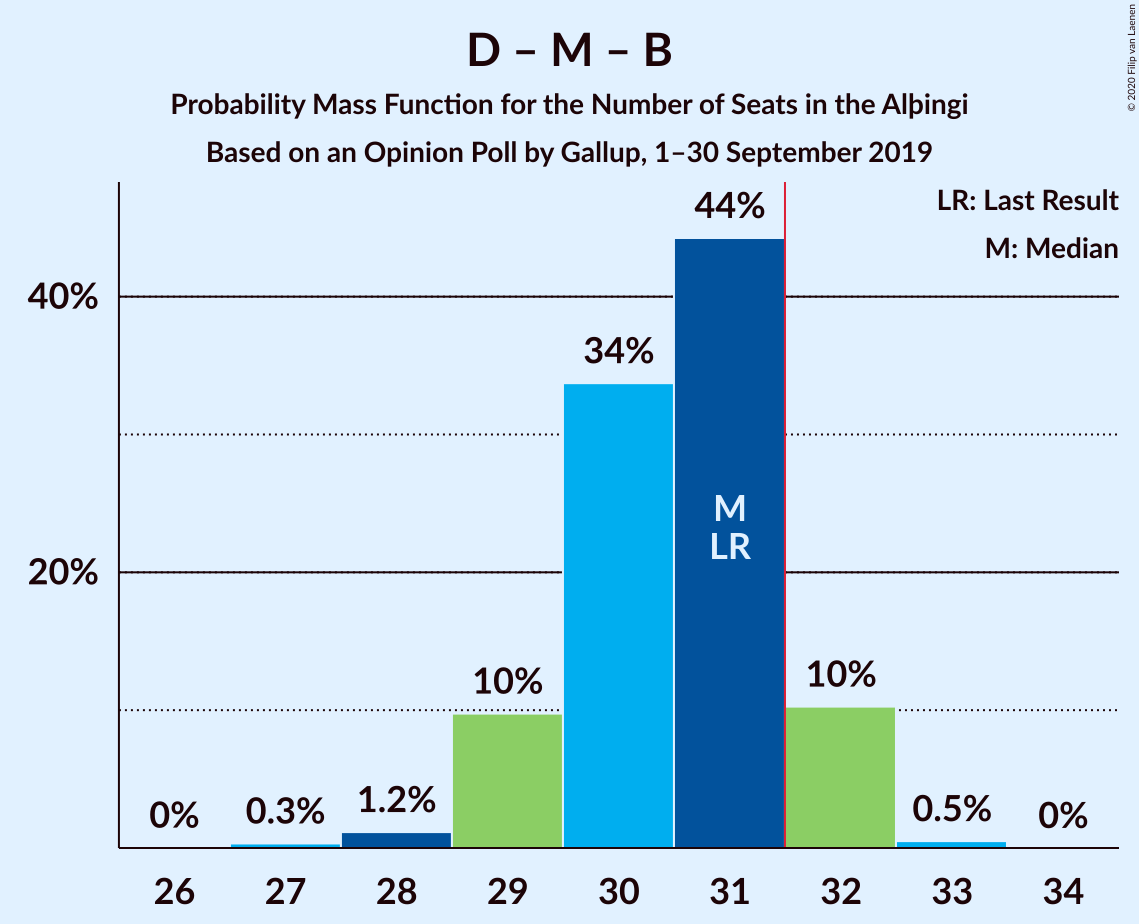 D – M – B
Probability Mass Function for the Number of Seats in the Alþingi
Based on an Opinion Poll by Gallup, 1–30 September 2019
© 2020 Filip van Laenen
LR: Last Result
M: Median
40%
20%
0%
0.3%
1.2%
10%
34%
44%
10%
0.5%
0%
M
LR
26 27 28 29 30 31 32 33 34